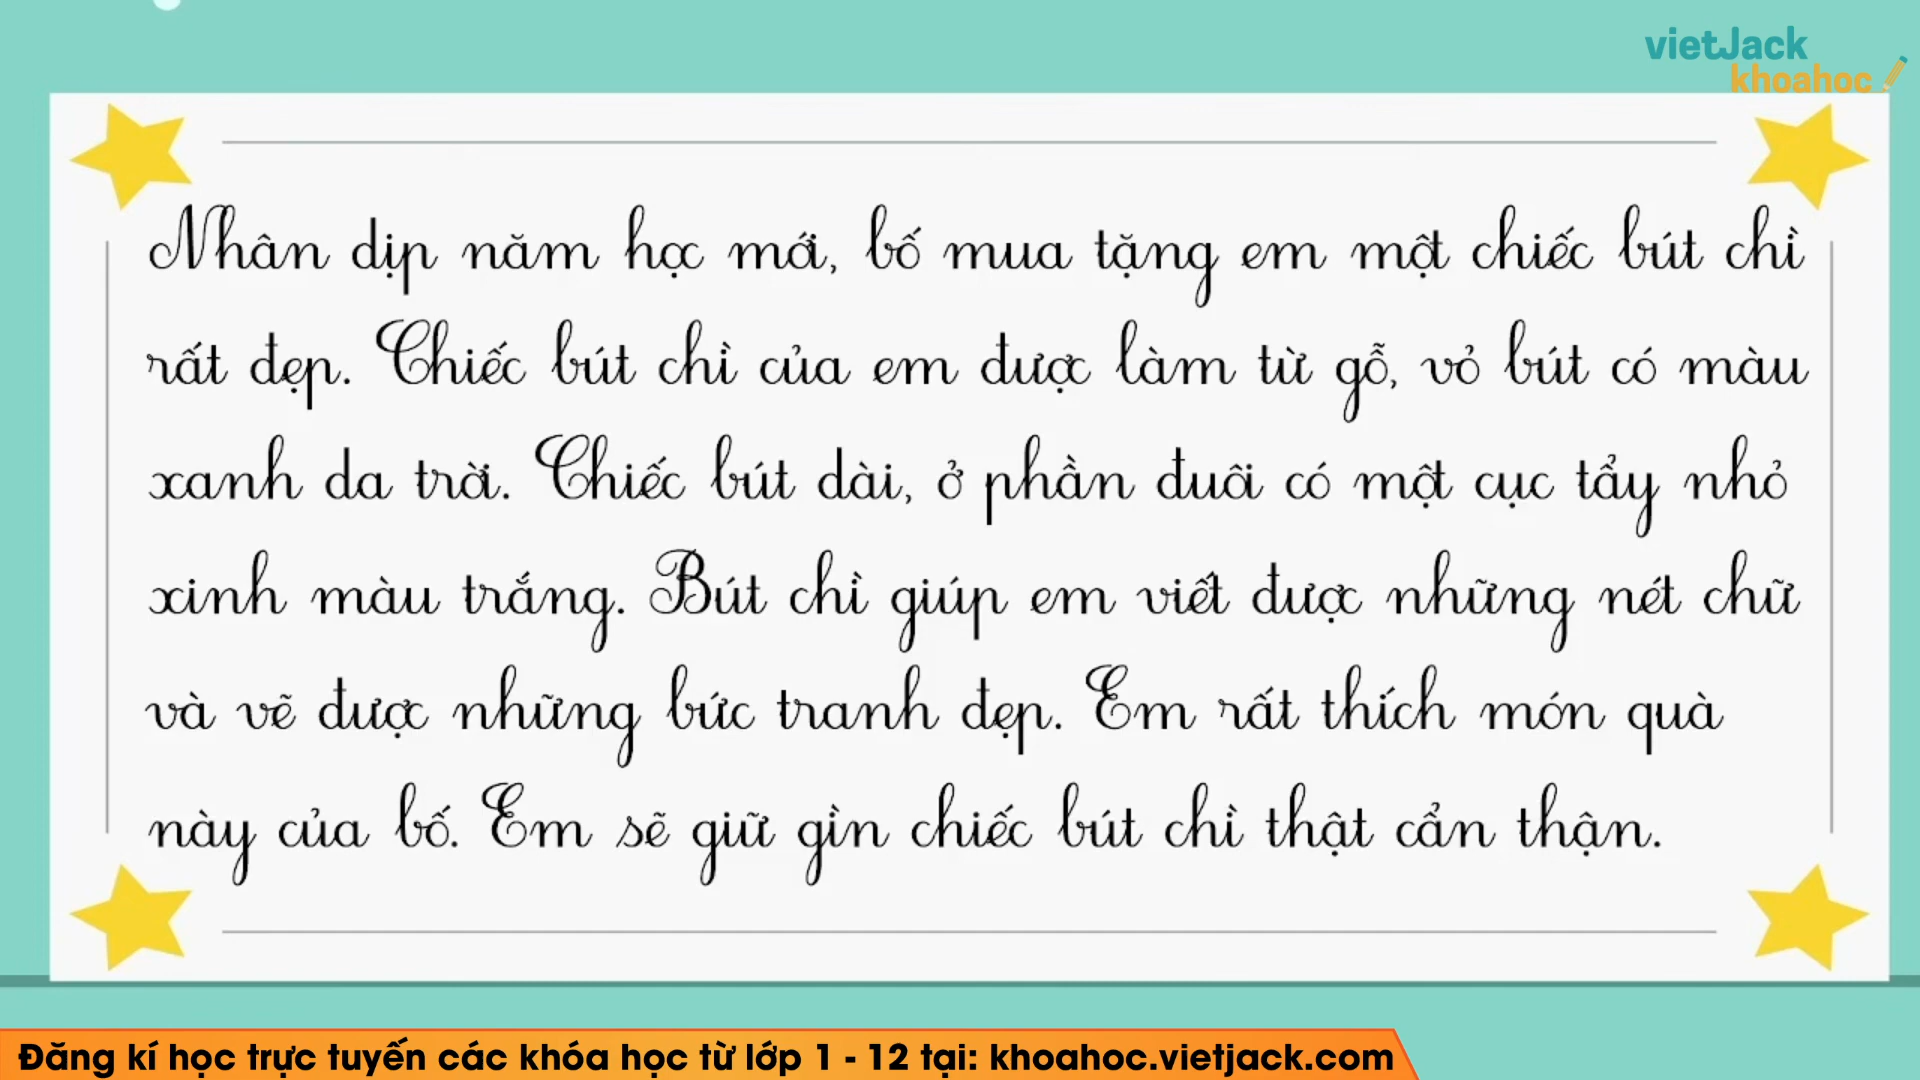 vietJack
khoahoc
Nhân dịp năm học mới, bố mua tặng em một chiếc bút chì
rất đẹp. Chiếc bút chì của em được làm từ gỗ, vỏ bút có màu
xanh da trời. Chiếc bút dài, ở phần đuôi có một cục tẩy nhỏ
xinh màu trắng. Bút chì giúp em viết được những nét chữ
và vẽ được những bức tranh đẹp. Em rất thích món quà
này của bố. Em sẽ giữ gìn chiếc bút chì thật cẩn thận.
Đăng kí học trực tuyến các khóa học từ lớp 1 - 12 tại: khoahoc.vietjack.com